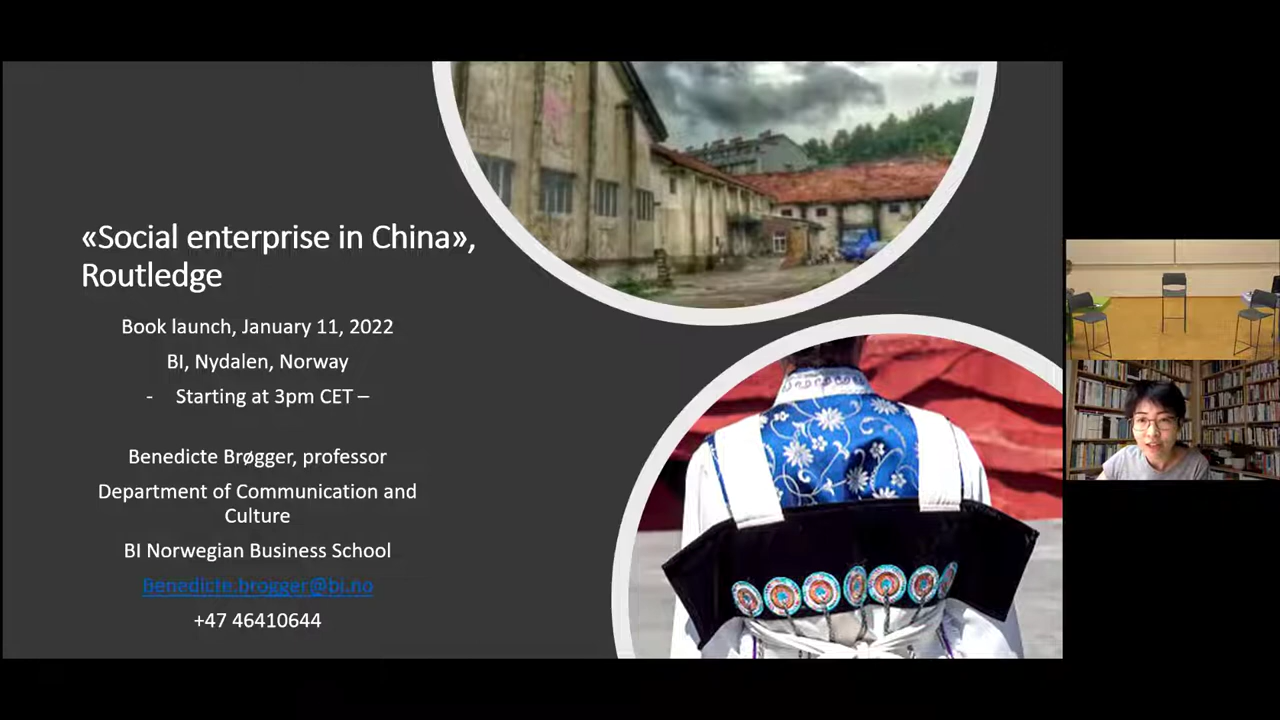 «Social enterprise in China»,
Routledge
Book launch, January 11, 2022
BI, Nydalen, Norway
- Starting at 3pm CET –
Benedicte Brøgger, professor
Department of Communication and
Culture
BI Norwegian Business School
Benedicte.brogger@bi.no
+47 46410644